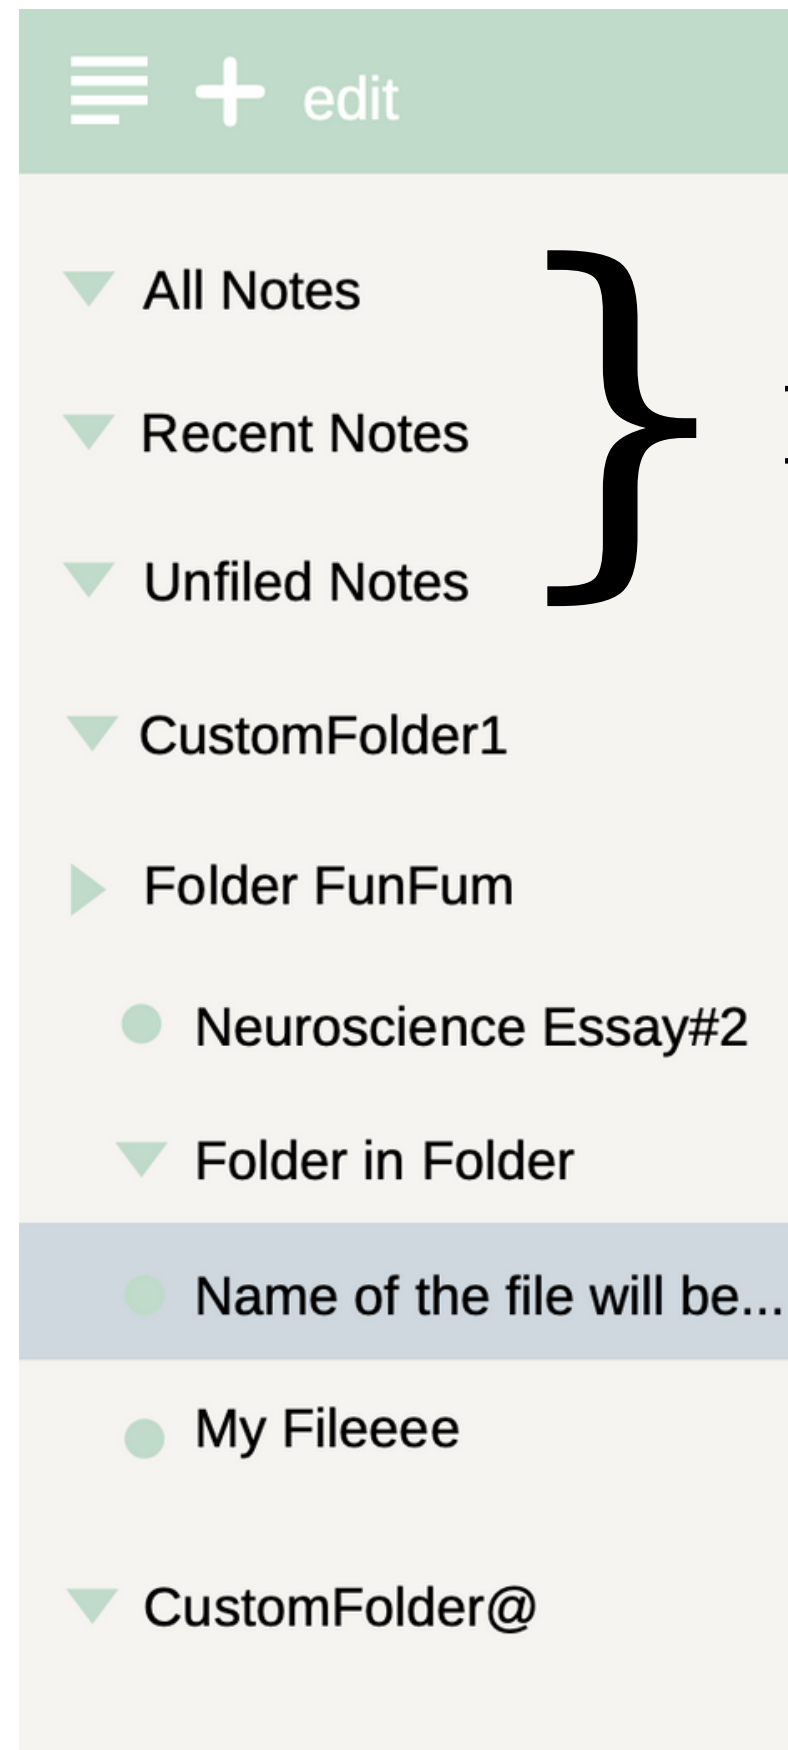 edit
All Notes
Recent Notes
Unfiled Notes
}
CustomFolder1
Folder FunFum
Neuroscience Essay#2
Folder in Folder
Name of the file will be...
My Fileeee
CustomFolder@